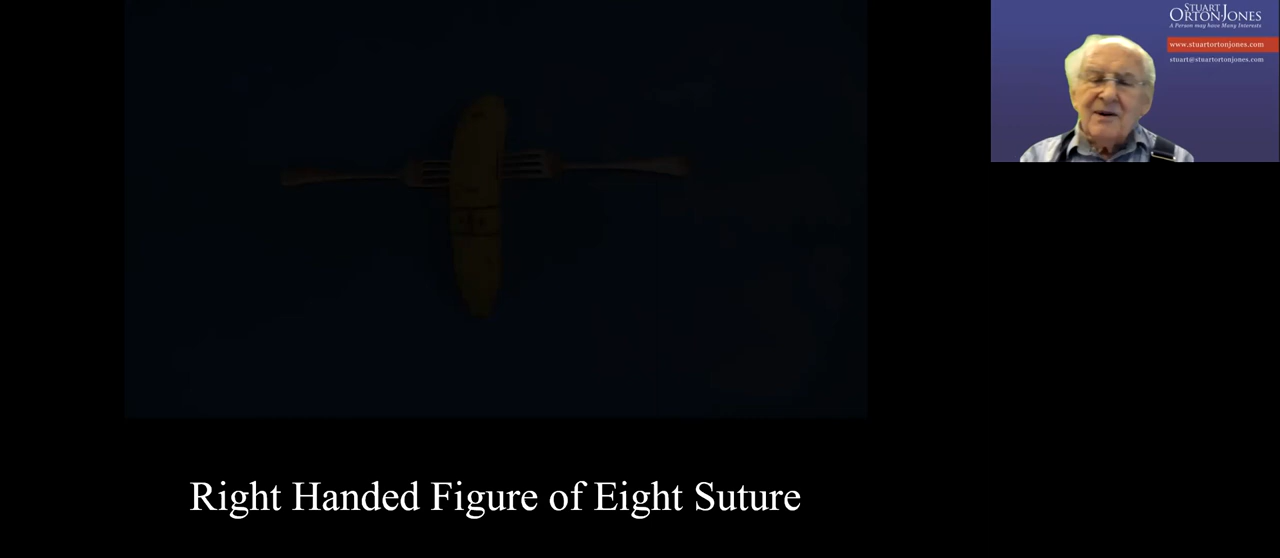 STUART
ORTON-JONES
A Person may have Many Interests
www.stuartortonjones.com
stuart@stuartortonjones.com
Right Handed Figure of Eight Suture